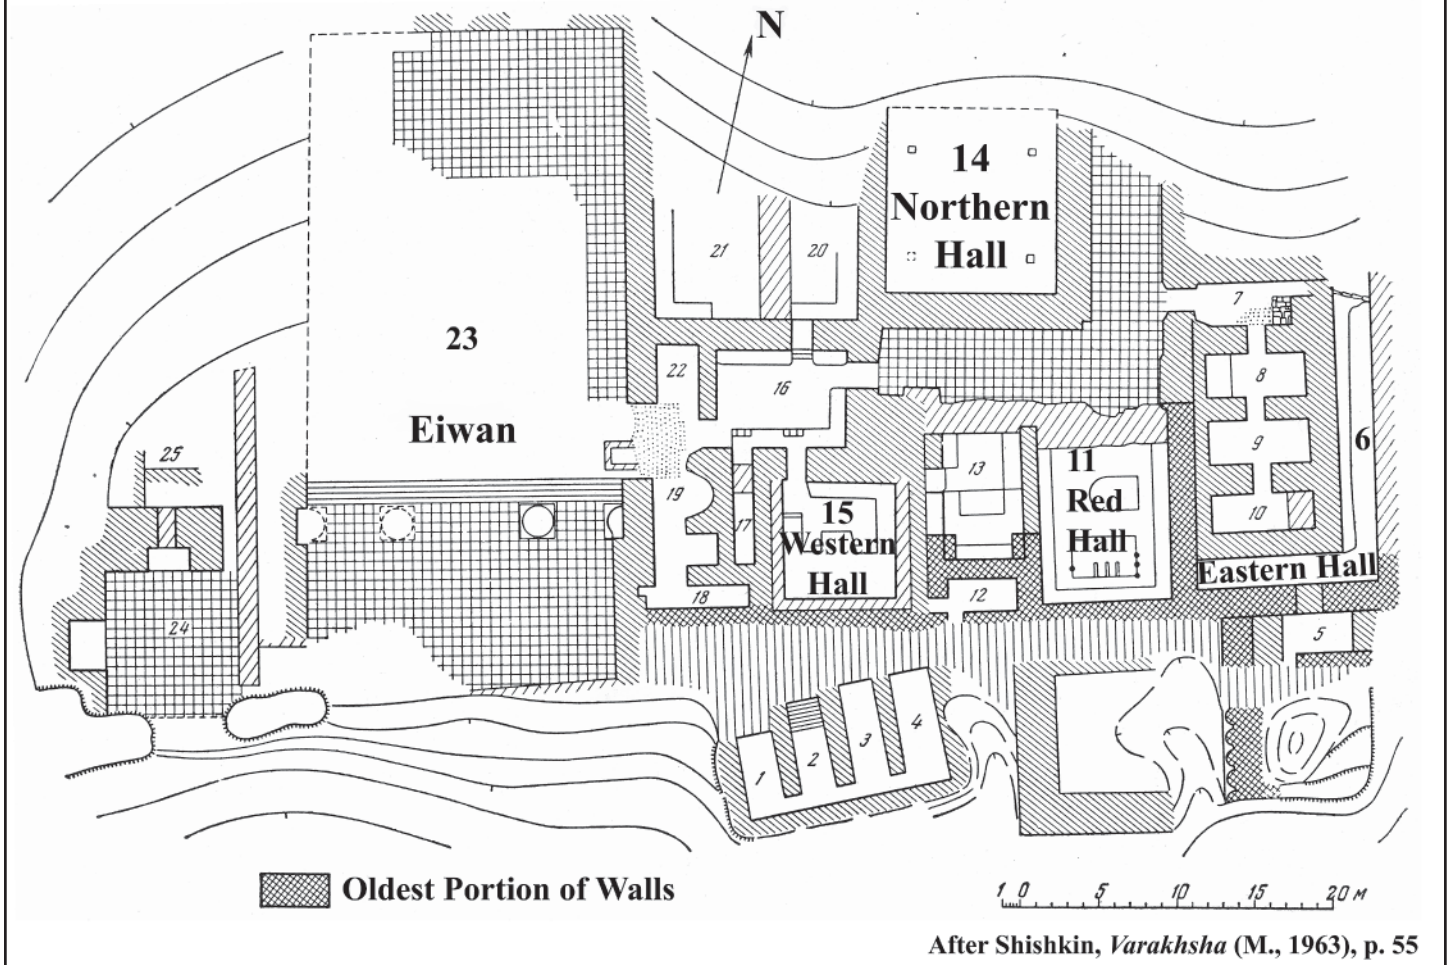 N
14
Northern
Hall
21
20
7
23
22
16
8
Eiwan
25
9
6
13
11
Red
Hall
19
17
15
Western
Hall
10
Eastern Hall
18
12
24
5
1
2
3
4
Oldest Portion of Walls
1 0 5 10 15 20 м
After Shishkin, Varakhsha (M., 1963), p. 55